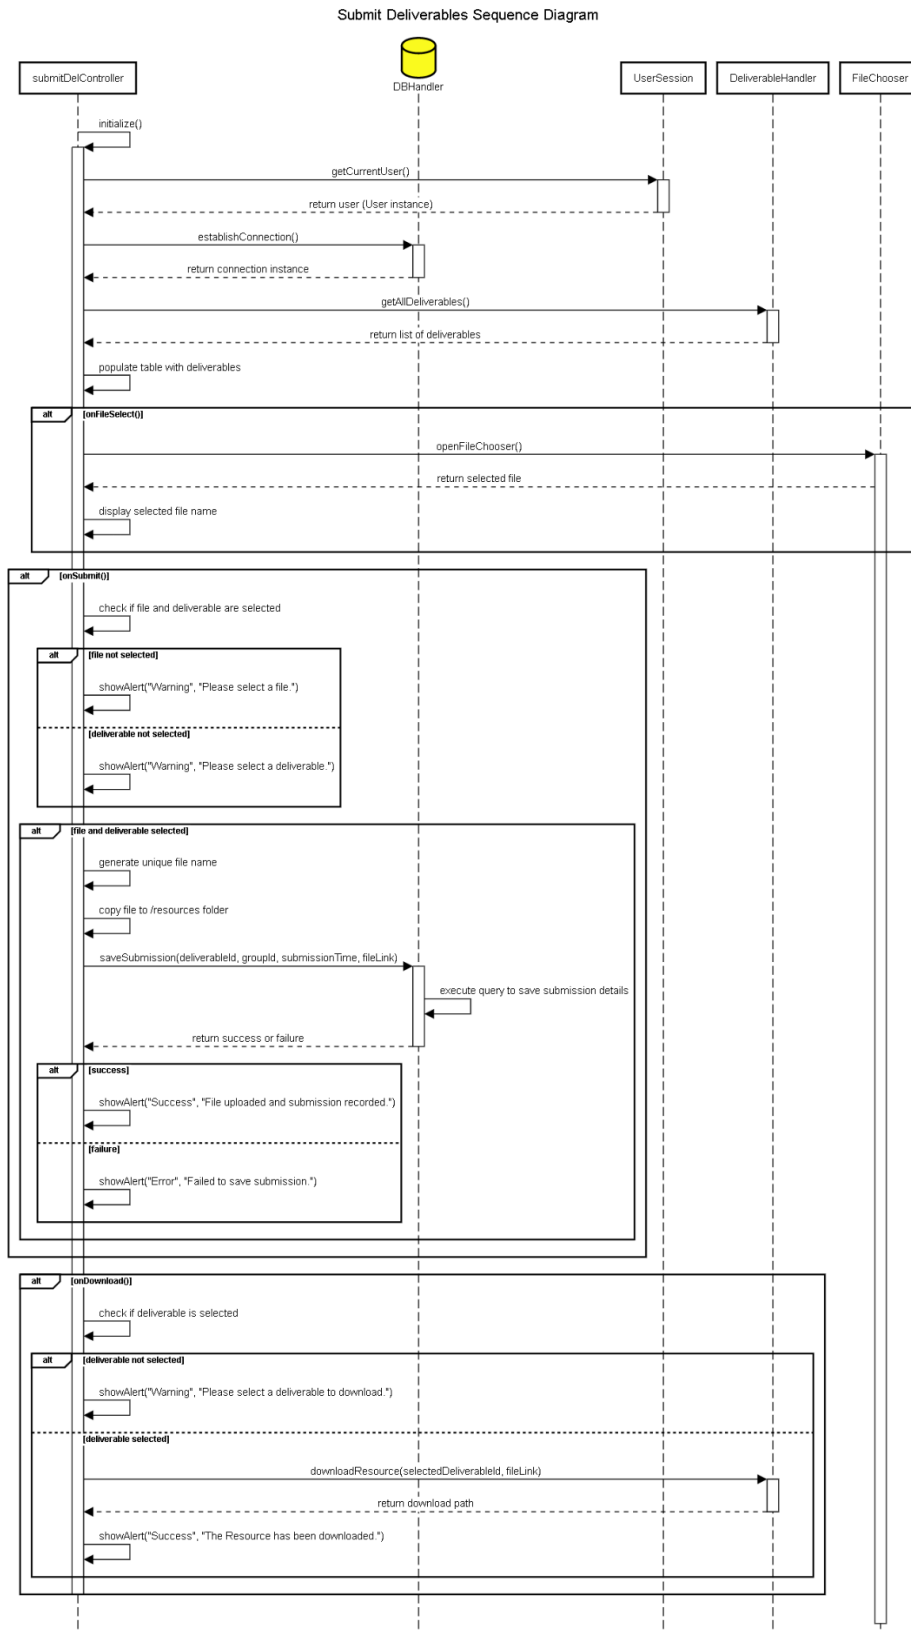 Submit Deliverables Sequence Diagram
submitDelController
DBHandler
UserSession
DeliverableHandler
FileChooser
initialize()
getCurrentUser()
return user (User instance)
establishConnection()
return connection instance
getAllDeliverables()
return list of deliverables
populate table with deliverables
alt [onFileSelect()]
openFileChooser()
return selected file
display selected file name
alt [onSubmit()]
check if file and deliverable are selected
alt [file not selected]
showAlert("Warning", "Please select a file.")
[deliverable not selected]
showAlert("Warning", "Please select a deliverable.")
alt [file and deliverable selected]
generate unique file name
copy file to /resources folder
saveSubmission(deliverableId, groupId, submissionTime, fileLink)
execute query to save submission details
return success or failure
alt [success]
showAlert("Success", "File uploaded and submission recorded.")
[failure]
showAlert("Error", "Failed to save submission.")
alt [onDownload()]
check if deliverable is selected
alt [deliverable not selected]
showAlert("Warning", "Please select a deliverable to download.")
[deliverable selected]
downloadResource(selectedDeliverableId, fileLink)
return download path
showAlert("Success", "The Resource has been downloaded.")